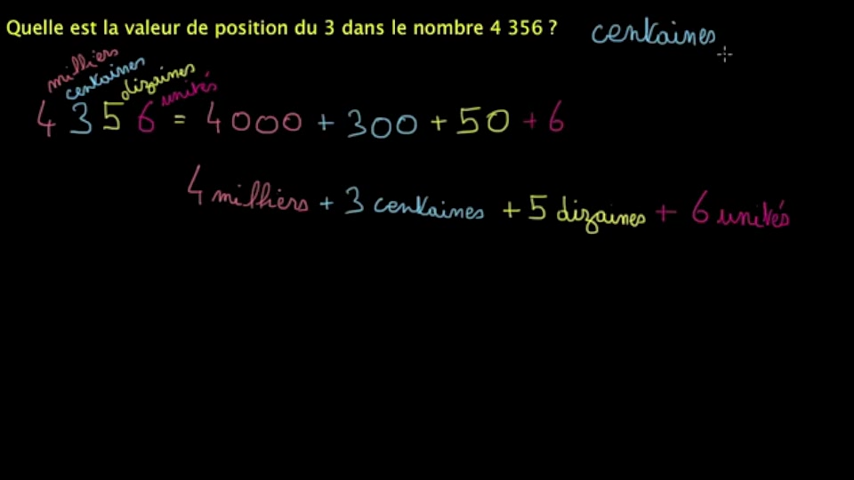 Quelle est la valeur de position du 3 dans le nombre 4 356 ? centaines
milliers
centaines
dizaines
unités
4 3 5 6 = 4000 + 300 + 50 + 6
4 milliers + 3 centaines + 5 dizaines + 6 unités